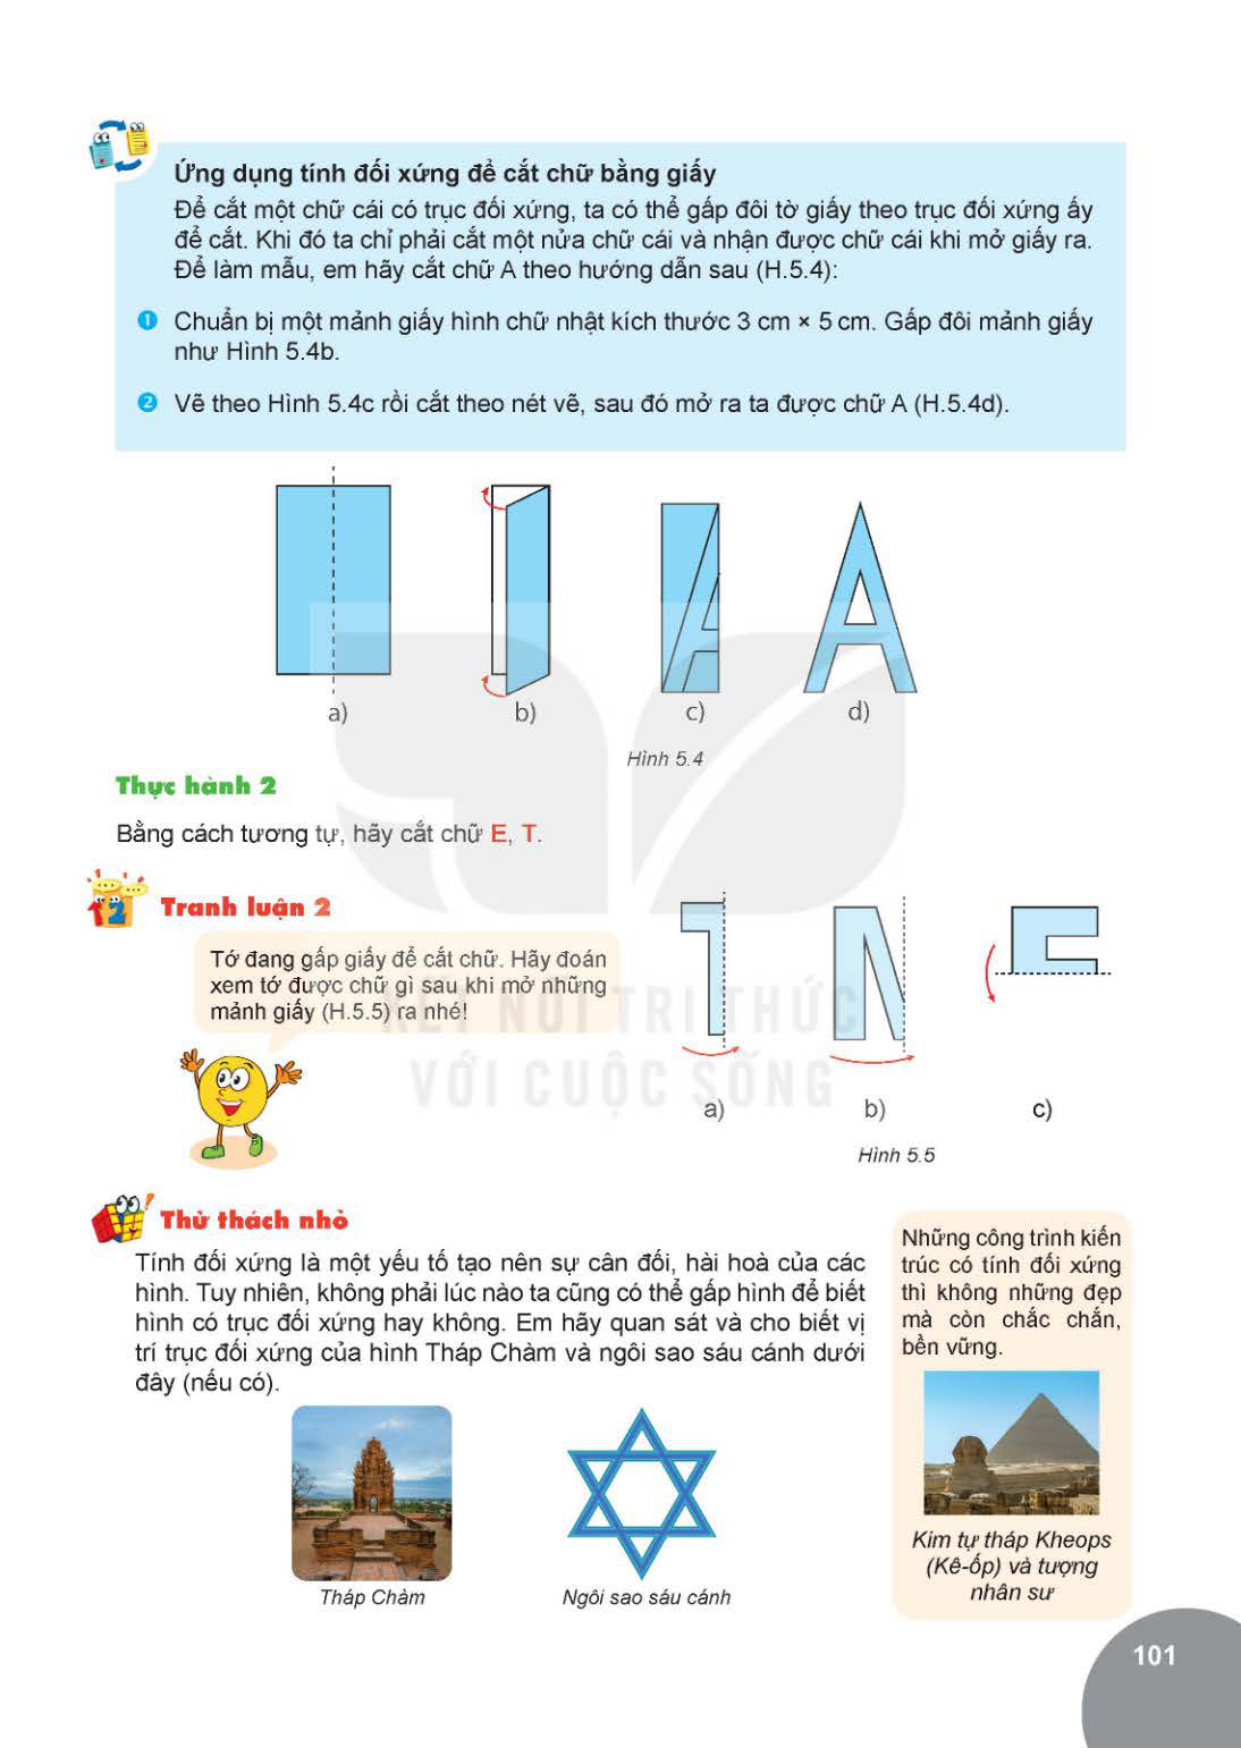 Ứng dụng tính đối xứng để cắt chữ bằng giấy
Để cắt một chữ cái có trục đối xứng, ta có thể gấp đôi tờ giấy theo trục đối xứng ấy
để cắt. Khi đó ta chỉ phải cắt một nửa chữ cái và nhận được chữ cái khi mở giấy ra.
Để làm mẫu, em hãy cắt chữ A theo hướng dẫn sau (H.5.4):
1 Chuẩn bị một mảnh giấy hình chữ nhật kích thước 3 cm × 5 cm. Gấp đôi mảnh giấy
như Hình 5.4b.
2 Vẽ theo Hình 5.4c rồi cắt theo nét vẽ, sau đó mở ra ta được chữ A (H.5.4d).
a) b) c) d)
Hình 5.4
Thực hành 2
Bằng cách tương tự, hãy cắt chữ E, T.
Tranh luận 2
Tớ đang gấp giấy để cắt chữ. Hãy đoán
xem tớ được chữ gì sau khi mở những
mảnh giấy (H.5.5) ra nhé!
KẾT NỐI TRI THỨC
VỚI CUỘC SỐNG
a) b) c)
Hình 5.5
Thử thách nhỏ
Tính đối xứng là một yếu tố tạo nên sự cân đối, hài hoà của các
hình. Tuy nhiên, không phải lúc nào ta cũng có thể gấp hình để biết
hình có trục đối xứng hay không. Em hãy quan sát và cho biết vị
trí trục đối xứng của hình Tháp Chàm và ngôi sao sáu cánh dưới
đây (nếu có).
Tháp Chàm
Ngôi sao sáu cánh
Những công trình kiến
trúc có tính đối xứng
thì không những đẹp
mà còn chắc chắn,
bền vững.
Kim tự tháp Kheops
(Kê-ốp) và tượng
nhân sư
101